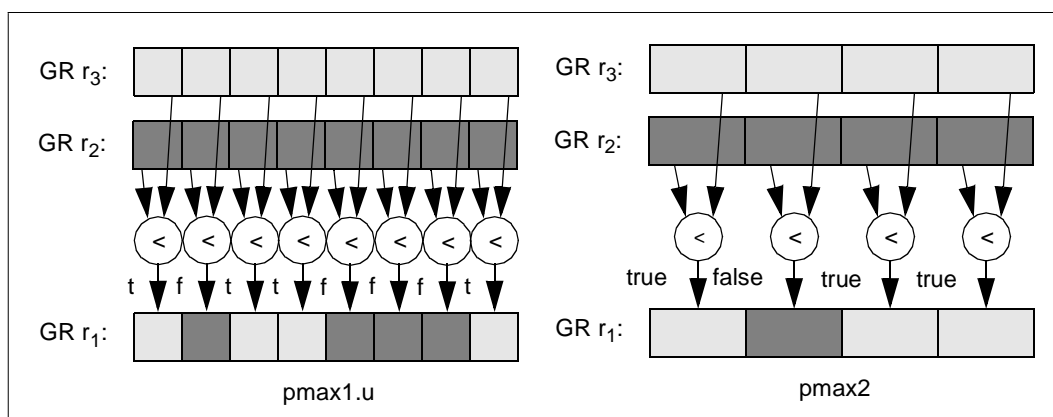 GR r3:
GR r3:
GR r2:
GR r2:
< < < < < < < <
< < < <
t f t t f f f t
true false true true
GR r1:
GR r1:
pmax1.u
pmax2